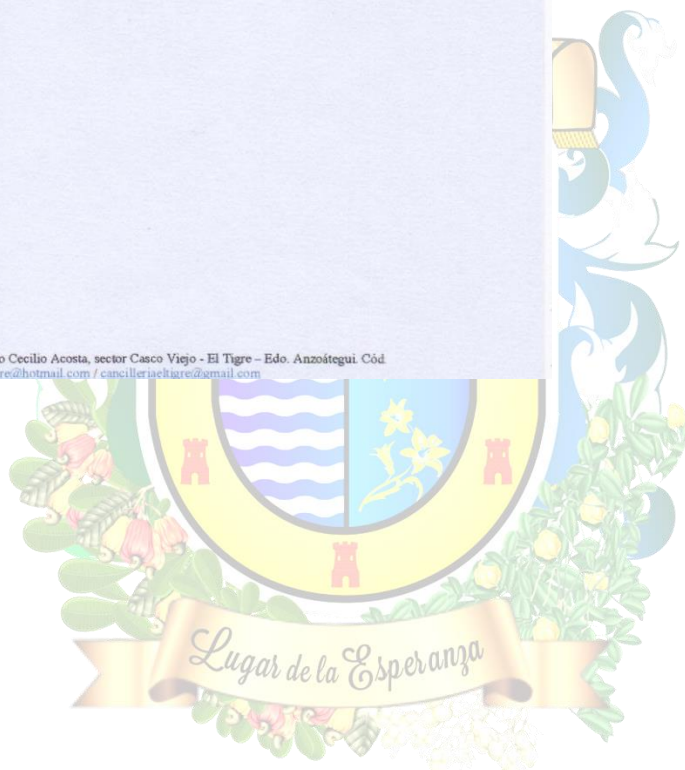 o Cecilio Acosta, sector Casco Viejo - El Tigre – Edo. Anzoátegui. Cód.
re@hotmail.com / cancilleriaeltigre@gmail.com
Lugar de la Esperanza